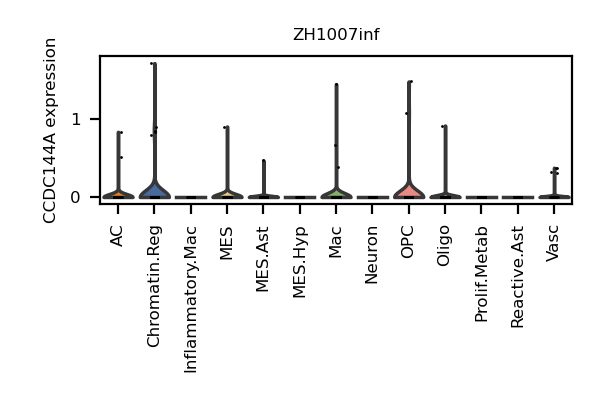 ZH1007inf
CCDC144A expression
1
0
AC
Chromatin.Reg
Inflammatory.Mac
MES
MES.Ast
MES.Hyp
Mac
Neuron
OPC
Oligo
Prolif.Metab
Reactive.Ast
Vasc